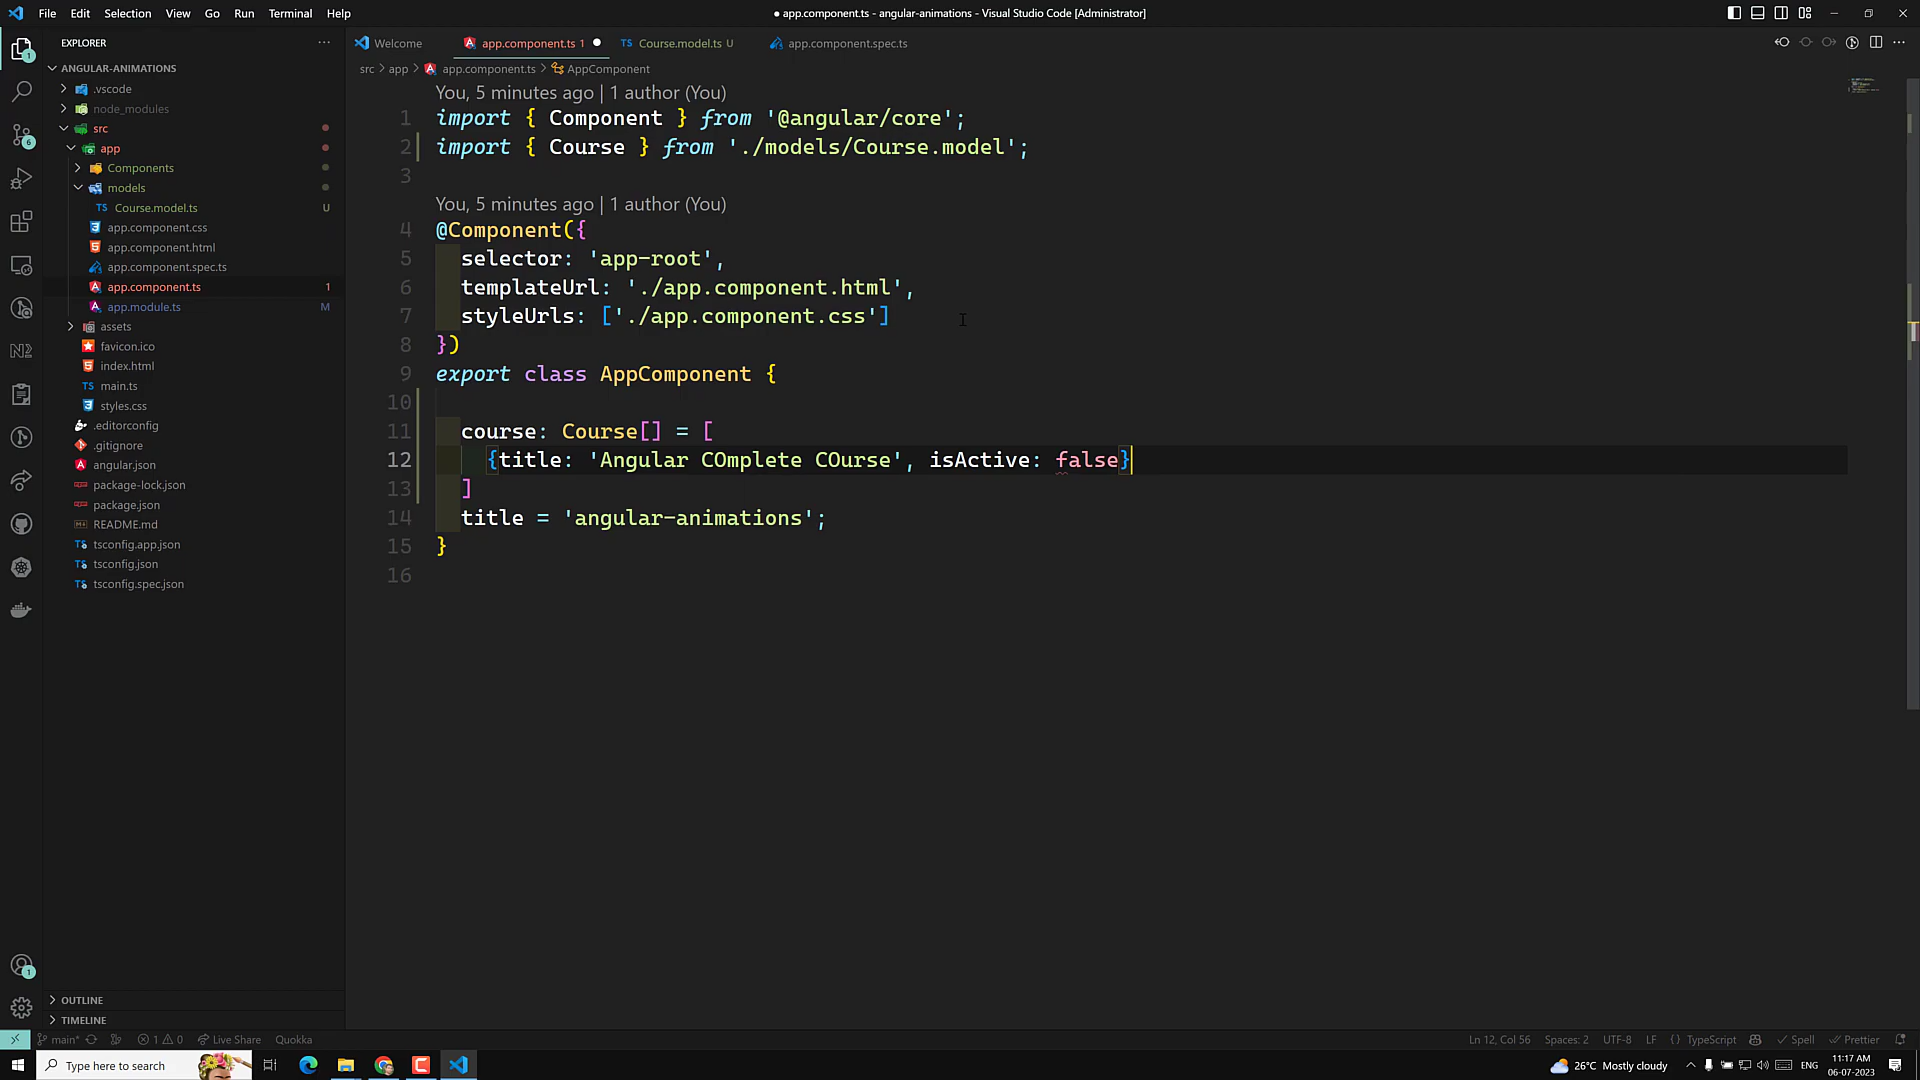 File Edit Selection View Go Run Terminal Help
● app.component.ts - angular-animations - Visual Studio Code [Administrator]
EXPLORER
Welcome
app.component.ts 1
Course.model.ts U
app.component.spec.ts
ANGULAR-ANIMATIONS
.vscode
node_modules
src
app
Components
models
Course.model.ts U
app.component.css
app.component.html
app.component.spec.ts
app.component.ts 1
app.module.ts M
assets
favicon.ico
index.html
main.ts
styles.css
.editorconfig
.gitignore
angular.json
package-lock.json
package.json
README.md
tsconfig.app.json
tsconfig.json
tsconfig.spec.json
OUTLINE
TIMELINE
src > app > app.component.ts > AppComponent
You, 5 minutes ago | 1 author (You)
1 import { Component } from '@angular/core';
2 import { Course } from './models/Course.model';
3
You, 5 minutes ago | 1 author (You)
4 @Component({
5 selector: 'app-root',
6 templateUrl: './app.component.html',
7 styleUrls: ['./app.component.css']
8 })
9 export class AppComponent {
10
11 course: Course[] = [
12 {title: 'Angular COmplete COurse', isActive: false}
13 ]
14 title = 'angular-animations';
15 }
16
main* 1 0 Live Share Quokka
Ln 12, Col 56 Spaces: 2 UTF-8 LF { } TypeScript Spell Prettier
Type here to search
26°C Mostly cloudy ENG
11:17 AM
06-07-2023